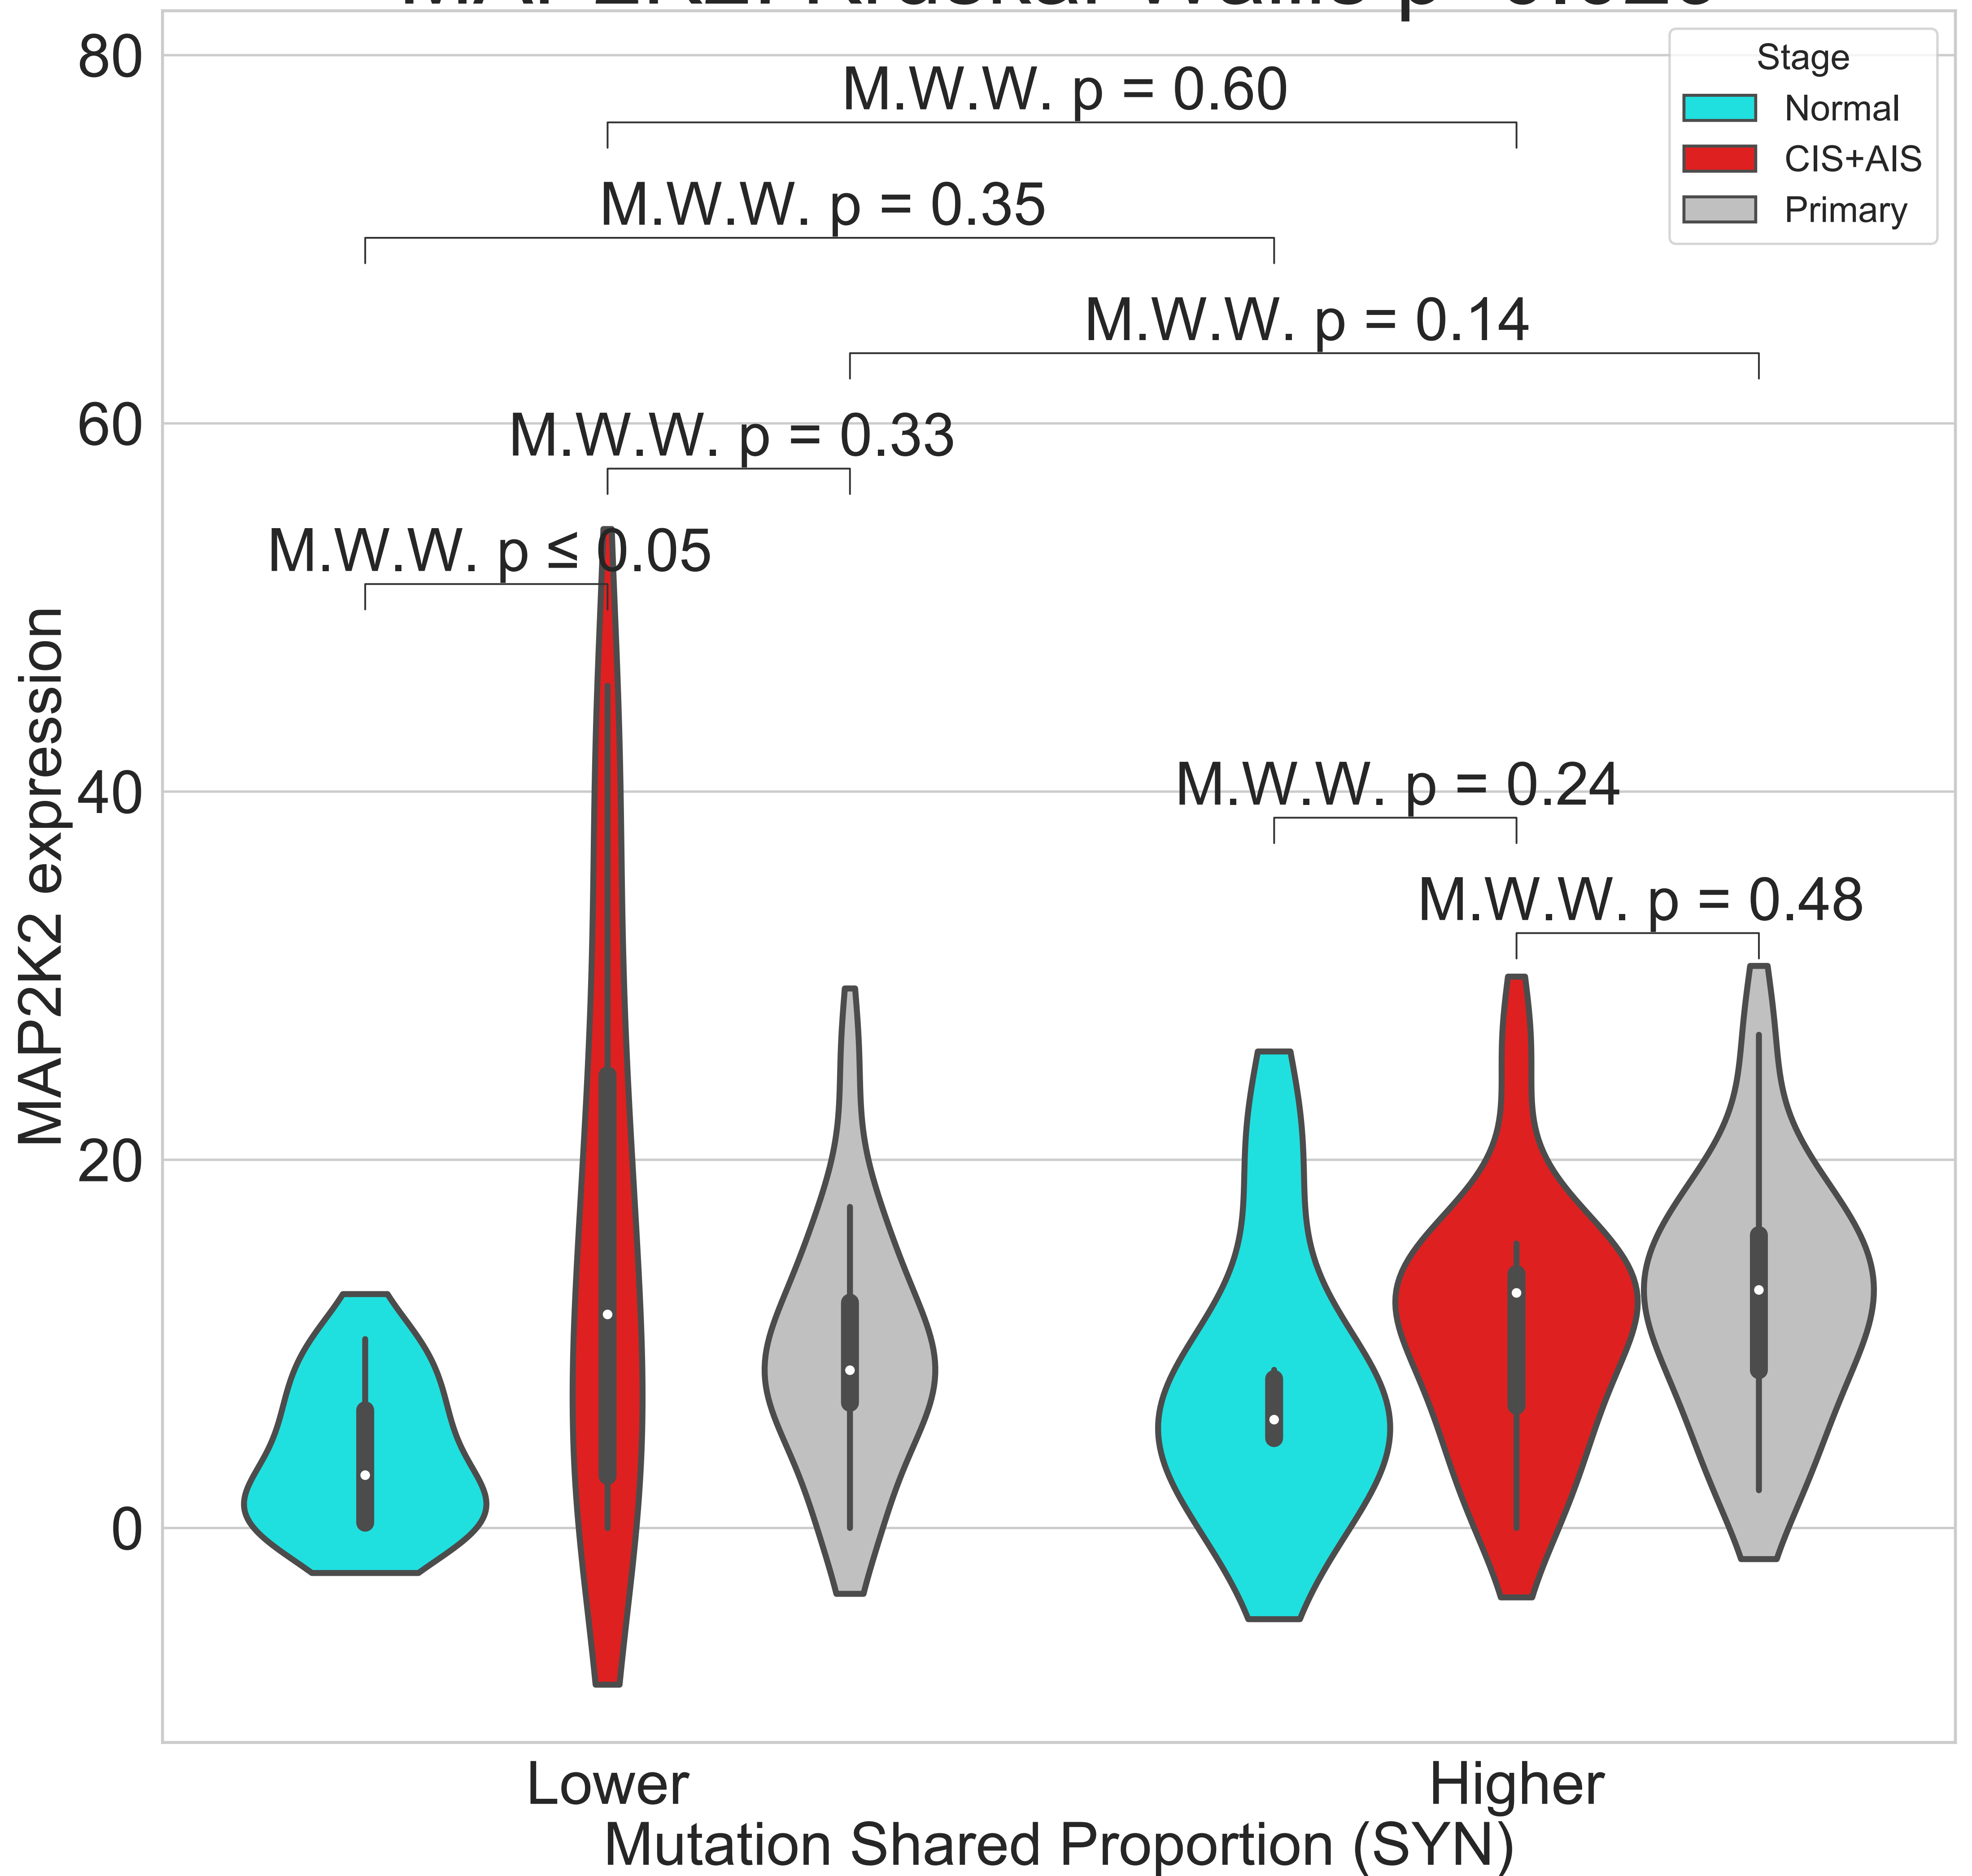 80
60
40
20
0
MAP2K2 expression
M.W.W. p = 0.60
M.W.W. p = 0.35
M.W.W. p = 0.14
M.W.W. p = 0.33
M.W.W. p ≤ 0.05
M.W.W. p = 0.24
M.W.W. p = 0.48
Stage
Normal
CIS+AIS
Primary
Lower
Higher
Mutation Shared Proportion (SYN)